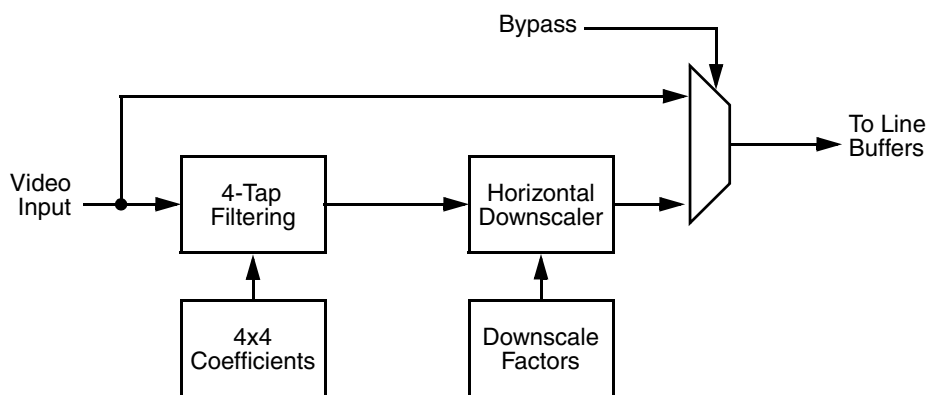 Bypass
To Line
Buffers
Video
Input
4-Tap
Filtering
Horizontal
Downscaler
4x4
Coefficients
Downscale
Factors